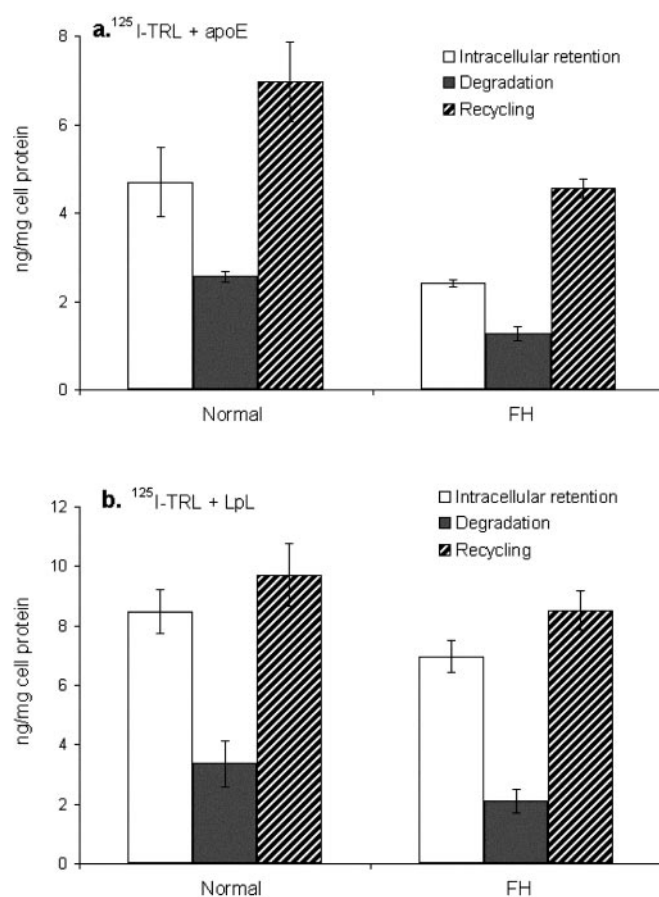 a. ¹²⁵I-TRL + apoE
Intracellular retention
Degradation
Recycling
ng/mg cell protein
8
6
4
2
0
Normal FH
b. ¹²⁵I-TRL + LpL
Intracellular retention
Degradation
Recycling
ng/mg cell protein
12
10
8
6
4
2
0
Normal FH